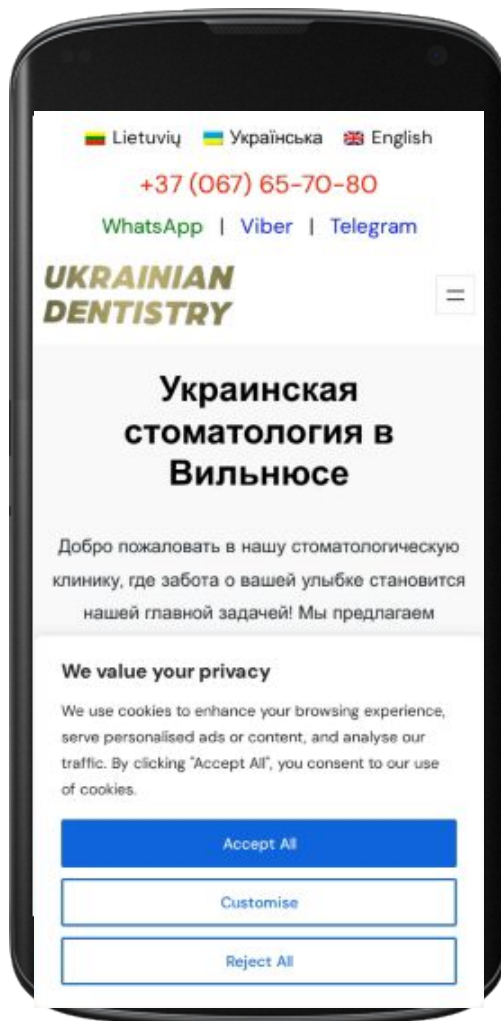 Lietuvių Українська English
+37 (067) 65-70-80
WhatsApp | Viber | Telegram
UKRAINIAN
DENTISTRY
Украинская
стоматология в
Вильнюсе
Добро пожаловать в нашу стоматологическую
клинику, где забота о вашей улыбке становится
нашей главной задачей! Мы предлагаем
We value your privacy
We use cookies to enhance your browsing experience,
serve personalised ads or content, and analyse our
traffic. By clicking "Accept All", you consent to our use
of cookies.
Accept All
Customise
Reject All